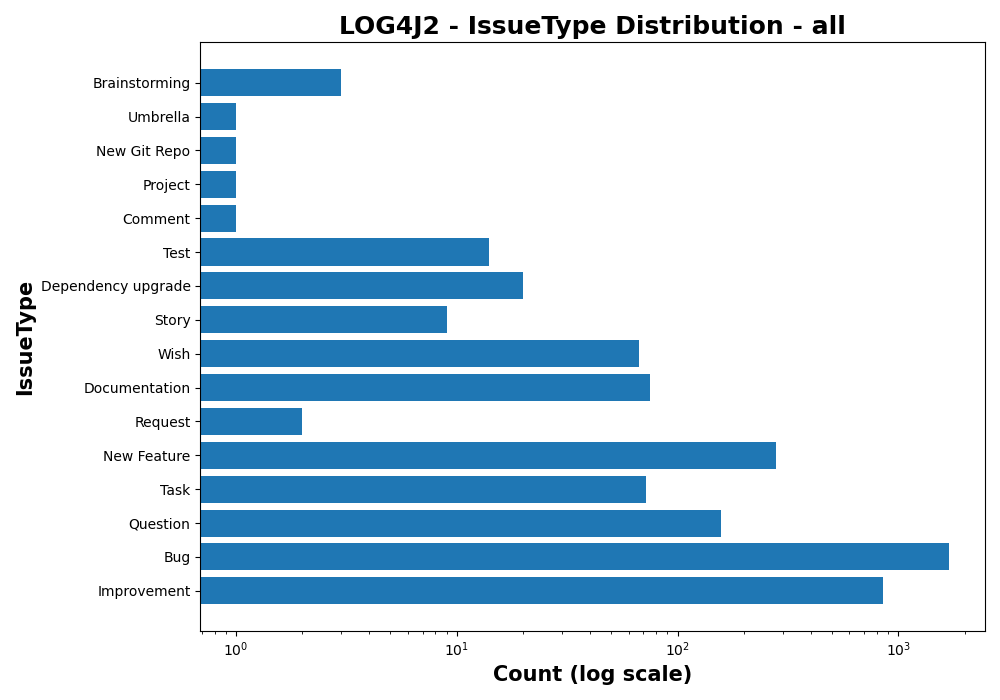 LOG4J2 - IssueType Distribution - all
IssueType
Brainstorming
Umbrella
New Git Repo
Project
Comment
Test
Dependency upgrade
Story
Wish
Documentation
Request
New Feature
Task
Question
Bug
Improvement
10⁰ 10¹ 10² 10³
Count (log scale)